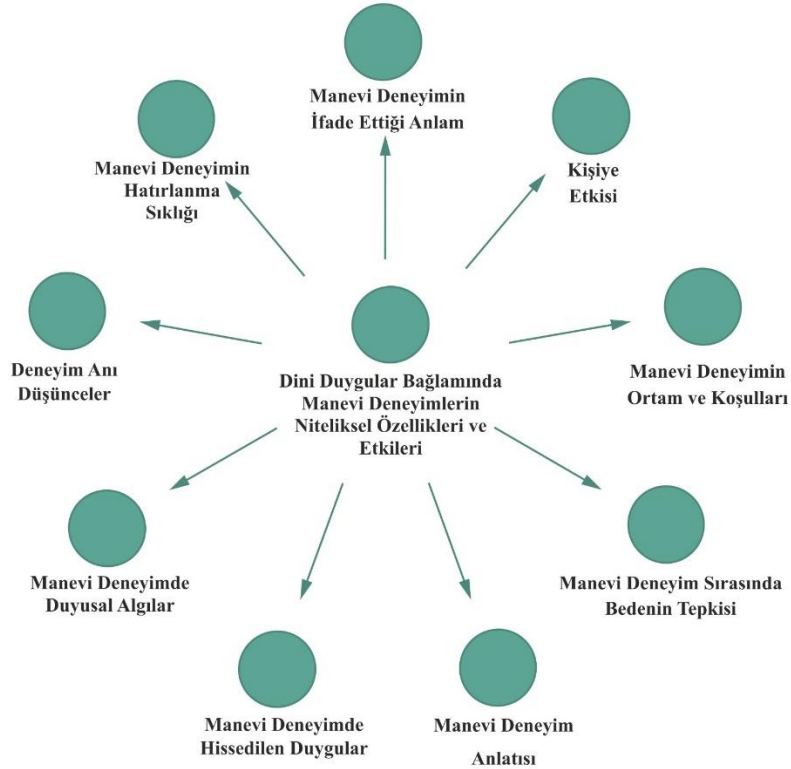 Manevi Deneyimin
İfade Ettiği Anlam
Manevi Deneyimin
Hatırlanma
Sıklığı
Kişiye
Etkisi
Deneyim Anı
Düşünceler
Dini Duygular Bağlamında
Manevi Deneyimlerin
Niteliksel Özellikleri ve
Etkileri
Manevi Deneyimin
Ortam ve Koşulları
Manevi Deneyimde
Duyusal Algılar
Manevi Deneyim Sırasında
Bedenin Tepkisi
Manevi Deneyimde
Hissedilen Duygular
Manevi Deneyim
Anlatısı